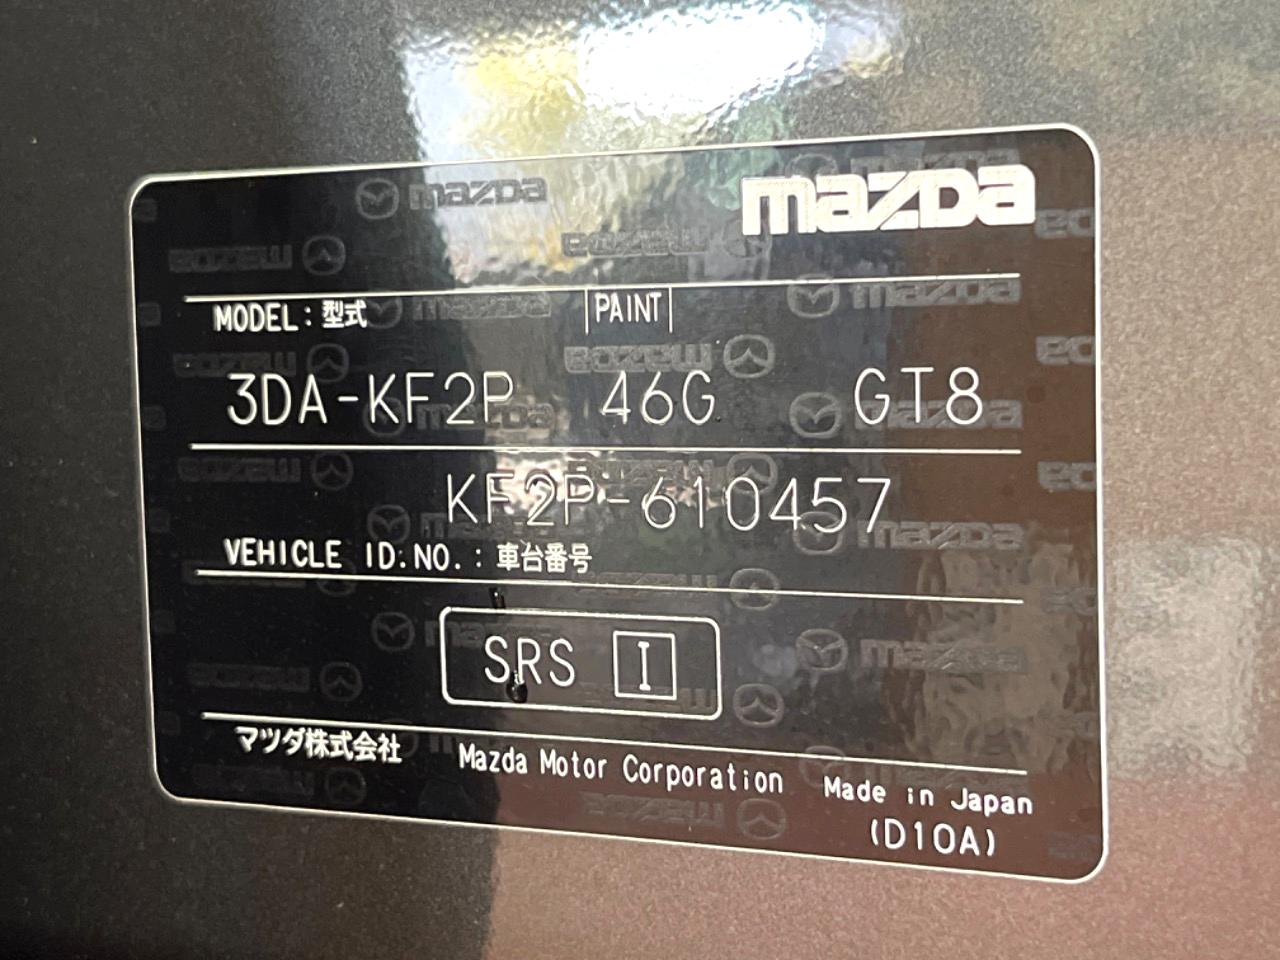 mazda
MODEL: 型式 PAINT
3DA-KF2P 46G GT8
KF2P-610457
VEHICLE ID.NO.: 車台番号
SRS I
マツダ株式会社 Mazda Motor Corporation Made in Japan
(D10A)